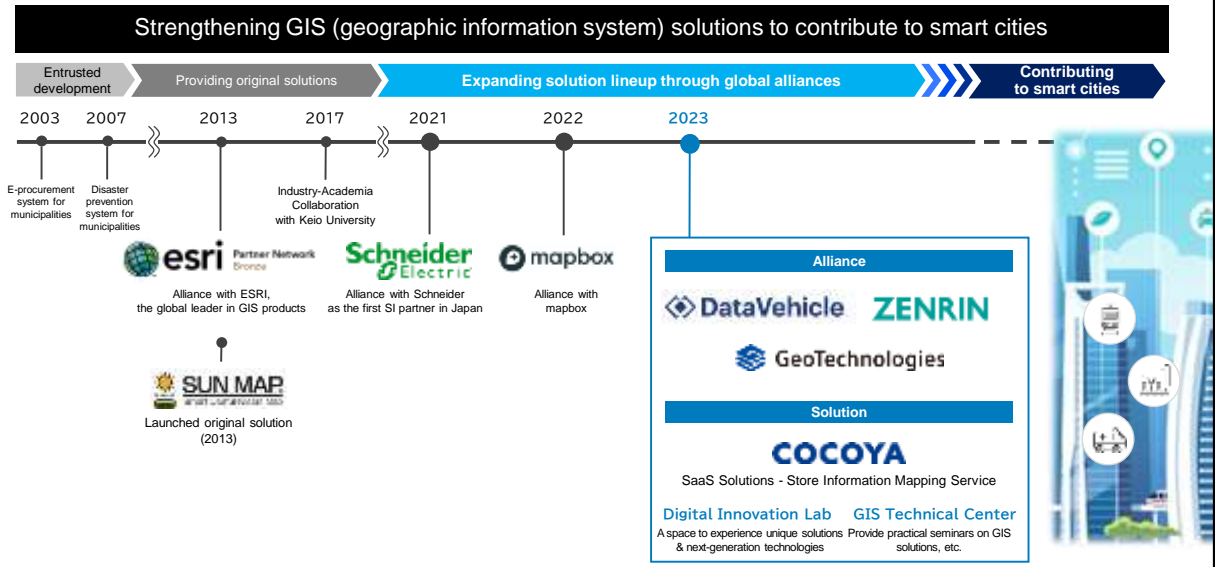 Strengthening GIS (geographic information system) solutions to contribute to smart cities
Entrusted
development
Providing original solutions
Expanding solution lineup through global alliances
Contributing
to smart cities
2003
2007
2013
2017
2021
2022
2023
E-procurement
system for
municipalities
Disaster
prevention
system for
municipalities
Industry-Academia
Collaboration
with Keio University
esri
Partner Network
Bronze
Alliance with ESRI,
the global leader in GIS products
Schneider
Electric
Alliance with Schneider
as the first SI partner in Japan
mapbox
Alliance with
mapbox
SUN MAP
Launched original solution
(2013)
Alliance
DataVehicle
ZENRIN
GeoTechnologies
Solution
COCOYA
SaaS Solutions - Store Information Mapping Service
Digital Innovation Lab
A space to experience unique solutions
& next-generation technologies
GIS Technical Center
Provide practical seminars on GIS
solutions, etc.